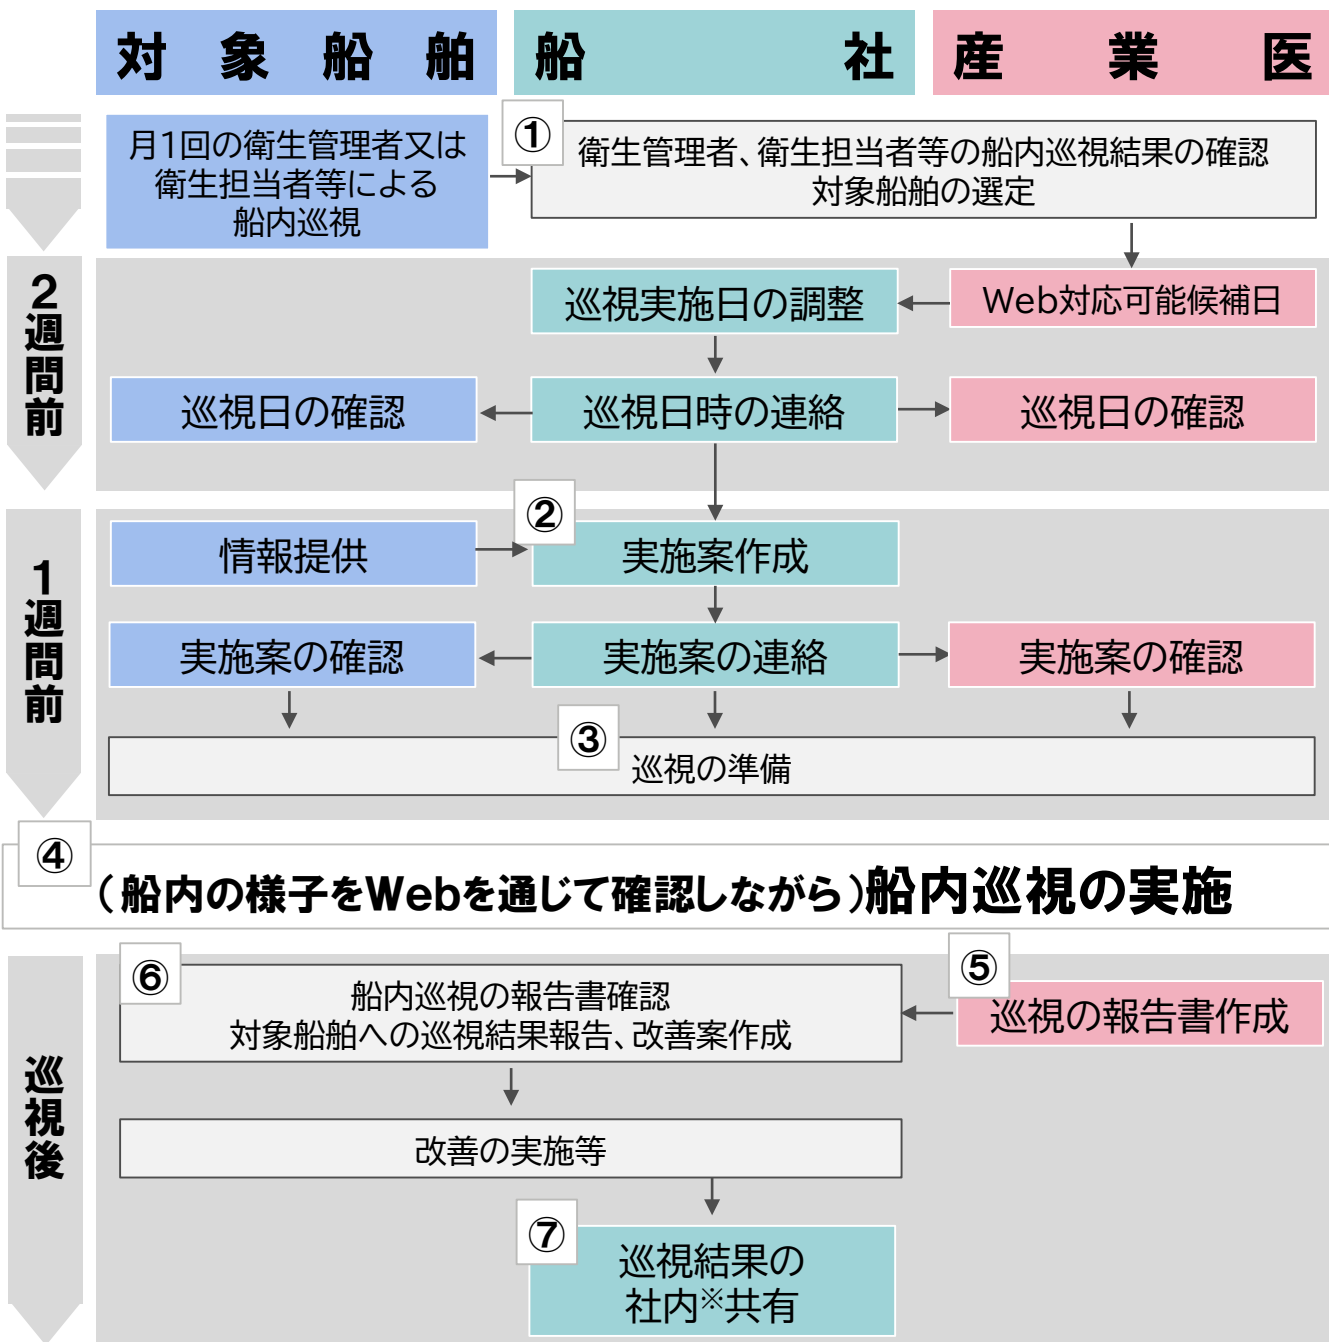 対象船舶
船社
産業医
月1回の衛生管理者又は
衛生担当者等による
船内巡視
①
衛生管理者、衛生担当者等の船内巡視結果の確認
対象船舶の選定
2週間前
巡視実施日の調整
Web対応可能候補日
巡視日の確認
巡視日時の連絡
巡視日の確認
1週間前
情報提供
②
実施案作成
実施案の確認
実施案の連絡
実施案の確認
③
巡視の準備
④
(船内の様子をWebを通じて確認しながら)船内巡視の実施
巡視後
⑤
巡視の報告書作成
⑥
船内巡視の報告書確認
対象船舶への巡視結果報告、改善案作成
改善の実施等
⑦
巡視結果の
社内※共有